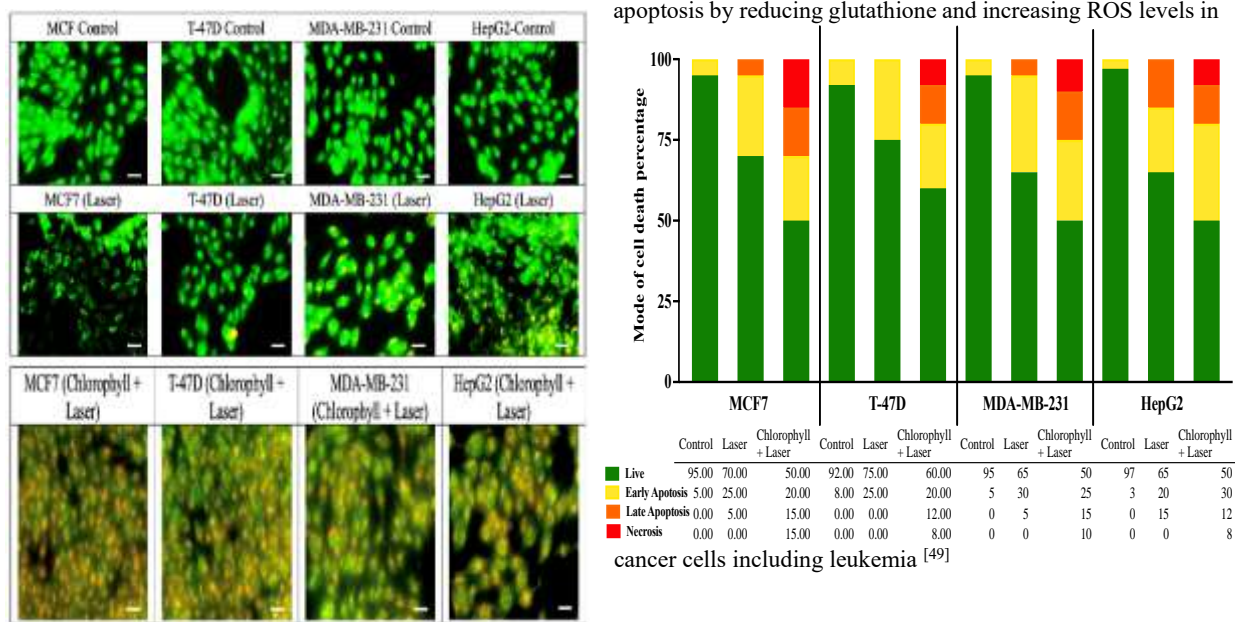 apoptosis by reducing glutathione and increasing ROS levels in
MCF Control T-47D Control MDA-MB-231 Control HepG2-Control
MCF7 (Laser) T-47D (Laser) MDA-MB-231 (Laser) HepG2 (Laser)
MCF7 (Chlorophyll + T-47D (Chlorophyll + MDA-MB-231 HepG2 (Chlorophyll +
Laser) Laser) (Chlorophyll + Laser) Laser)
Mode of cell death percentage
100
75
50
25
0
MCF7 T-47D MDA-MB-231 HepG2
Control Laser Chlorophyll + Laser Control Laser Chlorophyll + Laser Control Laser Chlorophyll + Laser Control Laser Chlorophyll + Laser
Live 95.00 70.00 50.00 92.00 75.00 60.00 95 65 50 97 65 50
Early Apotosis 5.00 25.00 20.00 8.00 25.00 20.00 5 30 25 3 20 30
Late Apoptosis 0.00 5.00 15.00 0.00 0.00 12.00 0 5 15 0 15 12
Necrosis 0.00 0.00 15.00 0.00 0.00 8.00 0 0 10 0 0 8
cancer cells including leukemia [49]